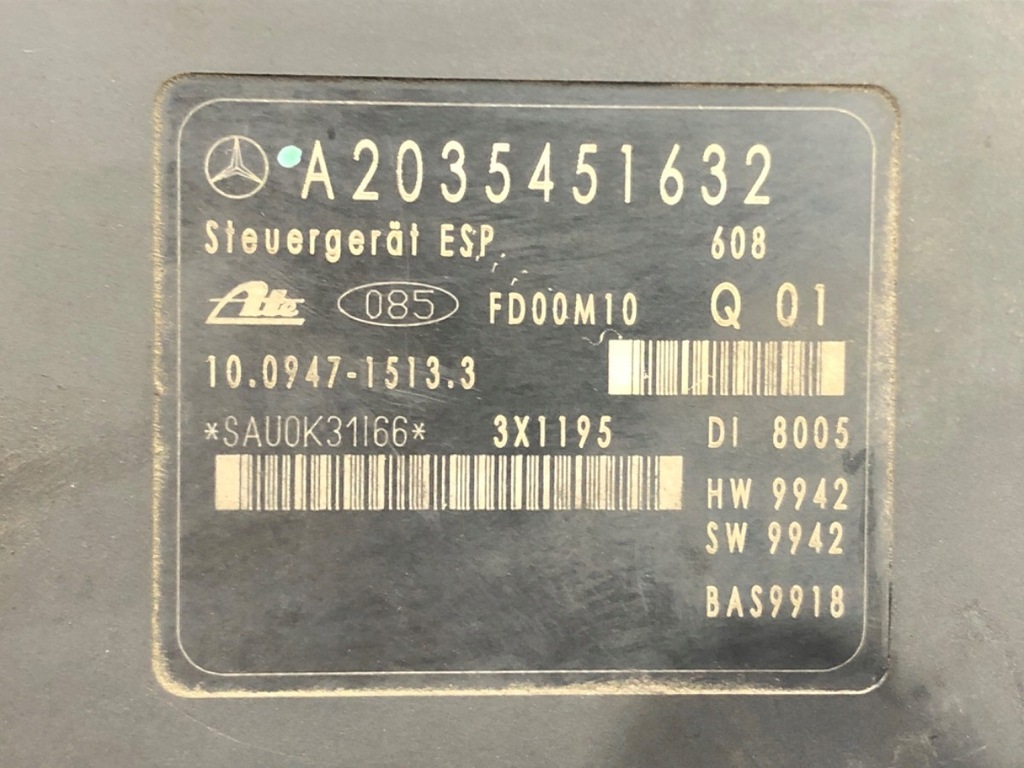 A2035451632
Steuergerät ESP 608
Ate 085 FD00M10 Q 01
10.0947-1513.3
*SAU0K31I66* 3X1195 DI 8005
HW 9942
SW 9942
BAS9918